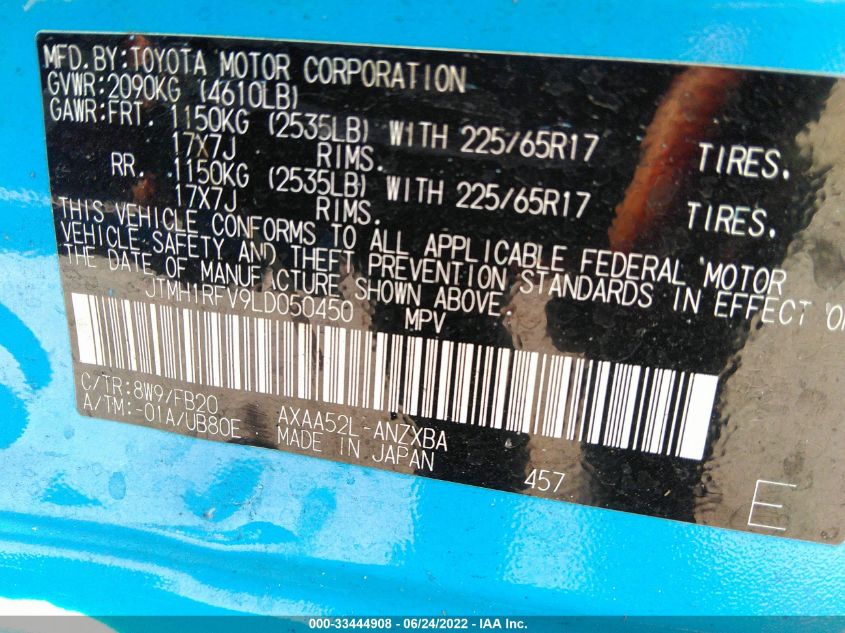 MFD.BY:TOYOTA MOTOR CORPORATION
GVWR:2090KG (4610LB)
GAWR:FRT. 1150KG (2535LB) WITH 225/65R17 TIRES.
17X7J RIMS.
RR. 1150KG (2535LB) WITH 225/65R17 TIRES.
17X7J RIMS.
THIS VEHICLE CONFORMS TO ALL APPLICABLE FEDERAL MOTOR
VEHICLE SAFETY AND THEFT PREVENTION STANDARDS IN EFFECT ON
THE DATE OF MANUFACTURE SHOWN ABOVE.
JTMH1RFV9LD050450 MPV
C/TR:8W9/FB20 AXAA52L-ANZXBA
A/TM:-01A/UB80E MADE IN JAPAN
457
E
000-33444908 - 06/24/2022 - IAA Inc.